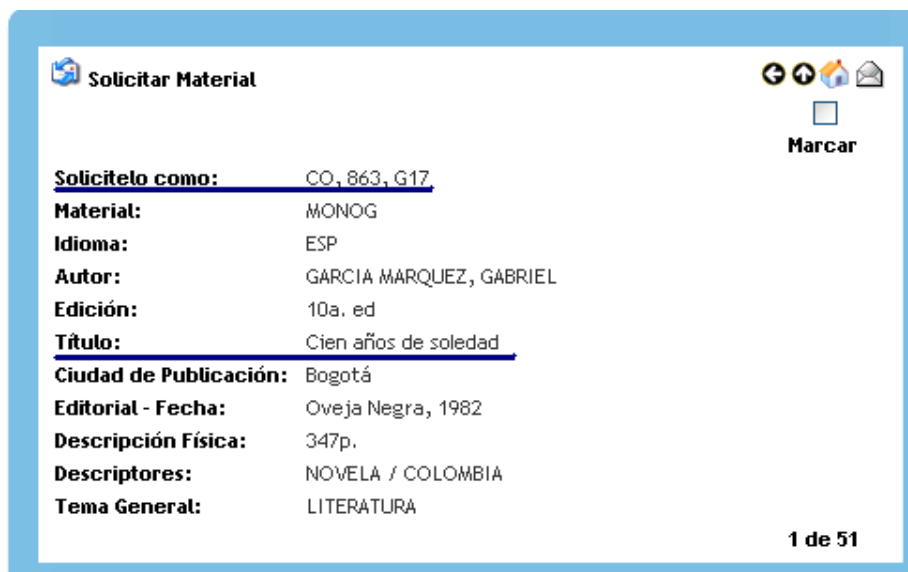 Solicitar Material
Marcar
Solicitelo como: CO, 863, G17
Material: MONOG
Idioma: ESP
Autor: GARCIA MARQUEZ, GABRIEL
Edición: 10a. ed
Título: Cien años de soledad
Ciudad de Publicación: Bogotá
Editorial - Fecha: Oveja Negra, 1982
Descripción Física: 347p.
Descriptores: NOVELA / COLOMBIA
Tema General: LITERATURA
1 de 51